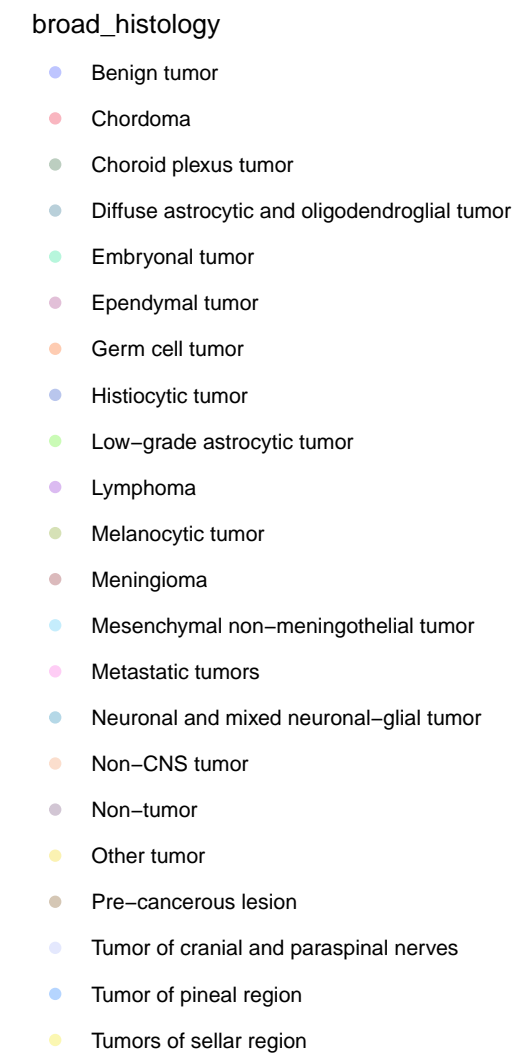 broad_histology
Benign tumor
Chordoma
Choroid plexus tumor
Diffuse astrocytic and oligodendroglial tumor
Embryonal tumor
Ependymal tumor
Germ cell tumor
Histiocytic tumor
Low−grade astrocytic tumor
Lymphoma
Melanocytic tumor
Meningioma
Mesenchymal non−meningothelial tumor
Metastatic tumors
Neuronal and mixed neuronal−glial tumor
Non−CNS tumor
Non−tumor
Other tumor
Pre−cancerous lesion
Tumor of cranial and paraspinal nerves
Tumor of pineal region
Tumors of sellar region